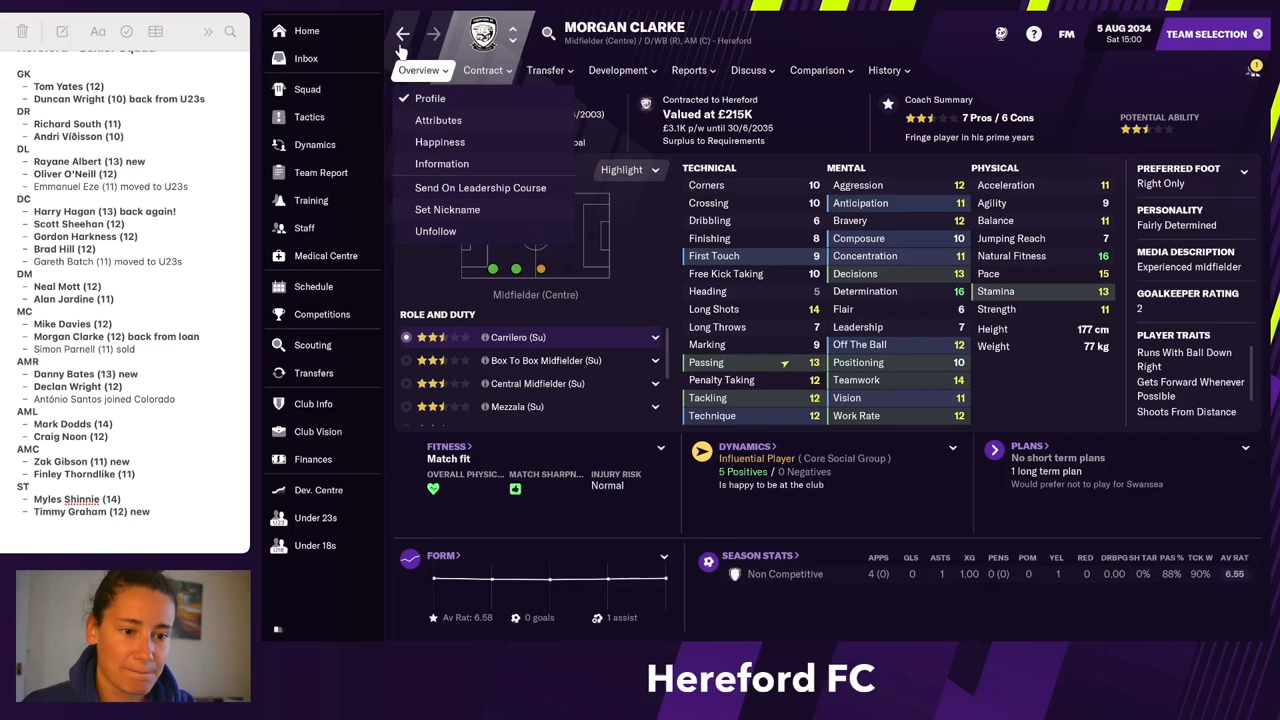 GK
– Tom Yates (12)
– Duncan Wright (10) back from U23s
DR
– Richard South (11)
– Andri Víðisson (10)
DL
– Rayane Albert (13) new
– Oliver O'Neill (12)
– Emmanuel Eze (11) moved to U23s
DC
– Harry Hagan (13) back again!
– Scott Sheehan (12)
– Gordon Harkness (12)
– Brad Hill (12)
– Gareth Batch (11) moved to U23s
DM
– Neai Mott (12)
– Alan Jardine (11)
MC
– Mike Davies (12)
– Morgan Clarke (12) back from loan
– Simon Parnell (11) sold
AMR
– Danny Bates (13) new
– Declan Wright (12)
– António Santos joined Colorado
AML
– Mark Dodds (14)
– Craig Noon (12)
AMC
– Zak Gibson (11) new
– Finley Thorndike (11)
ST
– Myles Shinnie (14)
– Timmy Graham (12) new
Home
Inbox
Squad
Tactics
Dynamics
Team Report
Training
Staff
Medical Centre
Schedule
Competitions
Scouting
Transfers
Club Info
Club Vision
Finances
Dev. Centre
Under 23s
Under 18s
MORGAN CLARKE
Midfielder (Centre) / D/WB (R), AM (C) - Hereford
FM
5 AUG 2034
Sat 15:00
TEAM SELECTION
Overview
Contract
Transfer
Development
Reports
Discuss
Comparison
History
1
Profile
Attributes
Happiness
Information
Send On Leadership Course
Set Nickname
Unfollow
Contracted to Hereford
Valued at £215K
£3.1K p/w until 30/6/2035
Surplus to Requirements
Coach Summary
7 Pros / 6 Cons
Fringe player in his prime years
POTENTIAL ABILITY
Highlight
Midfielder (Centre)
ROLE AND DUTY
Carrilero (Su)
Box To Box Midfielder (Su)
Central Midfielder (Su)
Mezzala (Su)
TECHNICAL
Corners 10
Crossing 10
Dribbling 6
Finishing 8
First Touch 9
Free Kick Taking 10
Heading 5
Long Shots 14
Long Throws 7
Marking 9
Passing 13
Penalty Taking 12
Tackling 12
Technique 12
MENTAL
Aggression 12
Anticipation 11
Bravery 12
Composure 10
Concentration 11
Decisions 13
Determination 16
Flair 6
Leadership 7
Off The Ball 12
Positioning 10
Teamwork 14
Vision 11
Work Rate 12
PHYSICAL
Acceleration 11
Agility 9
Balance 11
Jumping Reach 7
Natural Fitness 16
Pace 15
Stamina 13
Strength 11
Height 177 cm
Weight 77 kg
PREFERRED FOOT
Right Only
PERSONALITY
Fairly Determined
MEDIA DESCRIPTION
Experienced midfielder
GOALKEEPER RATING
2
PLAYER TRAITS
Runs With Ball Down
Right
Gets Forward Whenever
Possible
Shoots From Distance
FITNESS
Match fit
OVERALL PHYSIC... MATCH SHARPN... INJURY RISK
Normal
DYNAMICS
Influential Player ( Core Social Group )
5 Positives / 0 Negatives
Is happy to be at the club
PLANS
No short term plans
1 long term plan
Would prefer not to play for Swansea
FORM
Av Rat: 6.58
0 goals
1 assist
SEASON STATS
APPS GLS ASTS XG PENS POM YEL RED DRBPG SH TAR PAS % TCK W AV RAT
Non Competitive 4 (0) 0 1 1.00 0 (0) 0 1 0 0.00 0% 88% 90% 6.55
Hereford FC